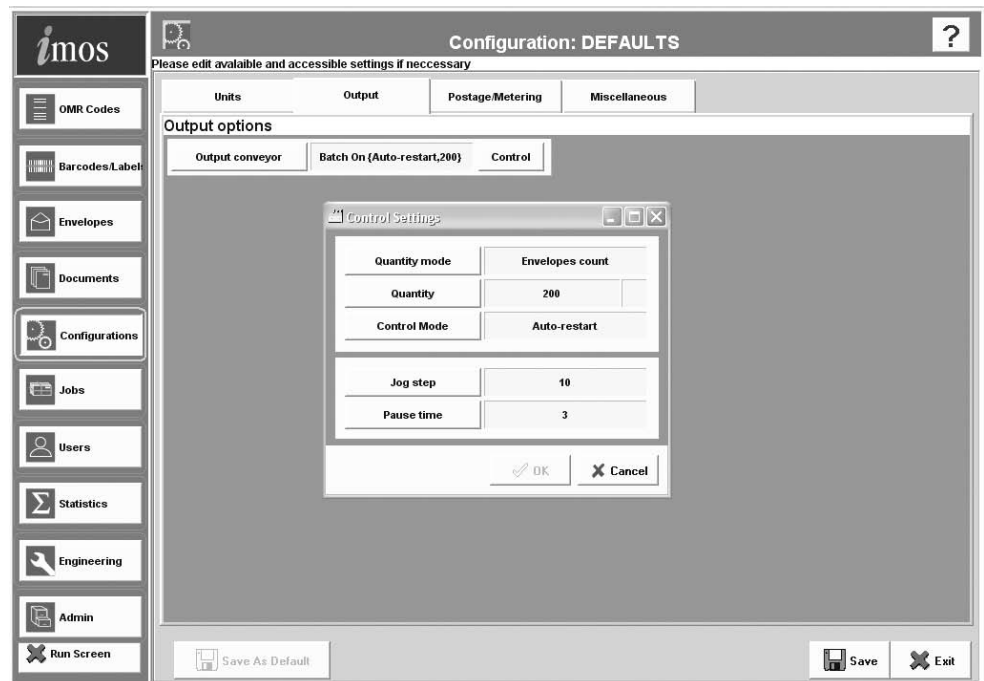 imos
Configuration: DEFAULTS
?
Please edit avalaible and accessible settings if neccessary
OMR Codes
Barcodes/Label
Envelopes
Documents
Configurations
Jobs
Users
Statistics
Engineering
Admin
Run Screen
Units
Output
Postage/Metering
Miscellaneous
Output options
Output conveyor
Batch On {Auto-restart,200}
Control
Control Settings
Quantity mode
Envelopes count
Quantity
200
Control Mode
Auto-restart
Jog step
10
Pause time
3
OK
Cancel
Save As Default
Save
Exit